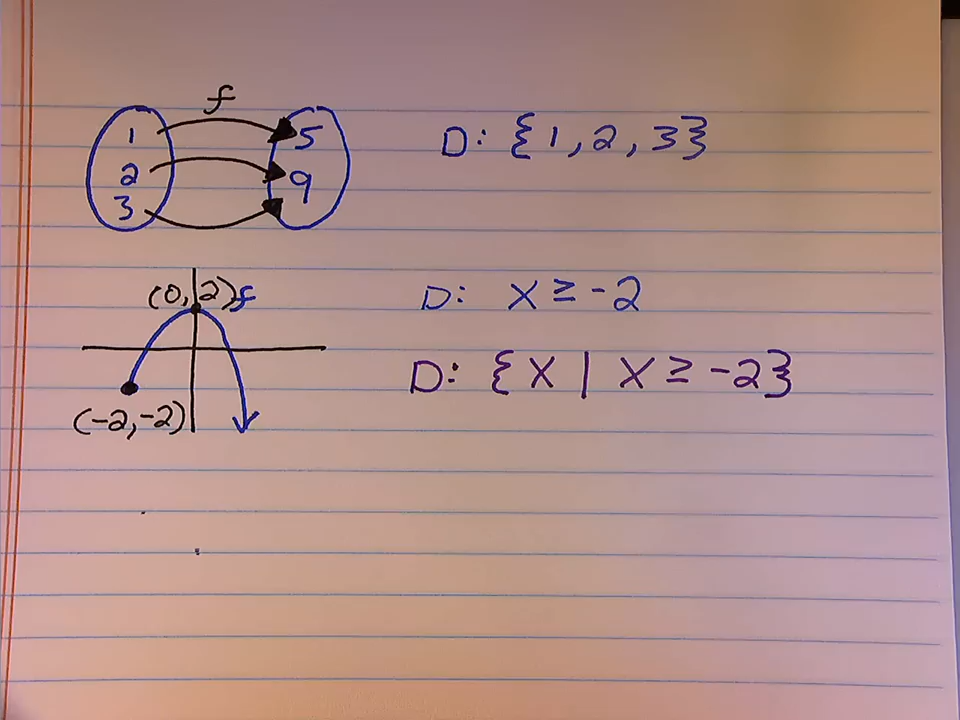 f
1 5 D: {1, 2, 3}
2 9
3
(0, 2) f D: X ≥ -2
D: {X | X ≥ -2}
(-2, -2)